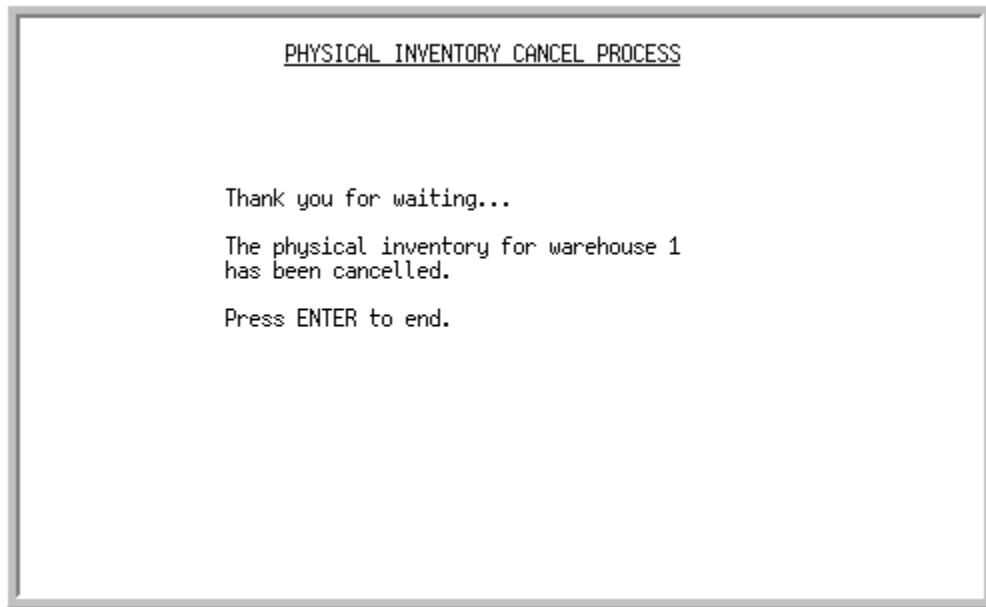 PHYSICAL INVENTORY CANCEL PROCESS
Thank you for waiting...
The physical inventory for warehouse 1
has been cancelled.
Press ENTER to end.